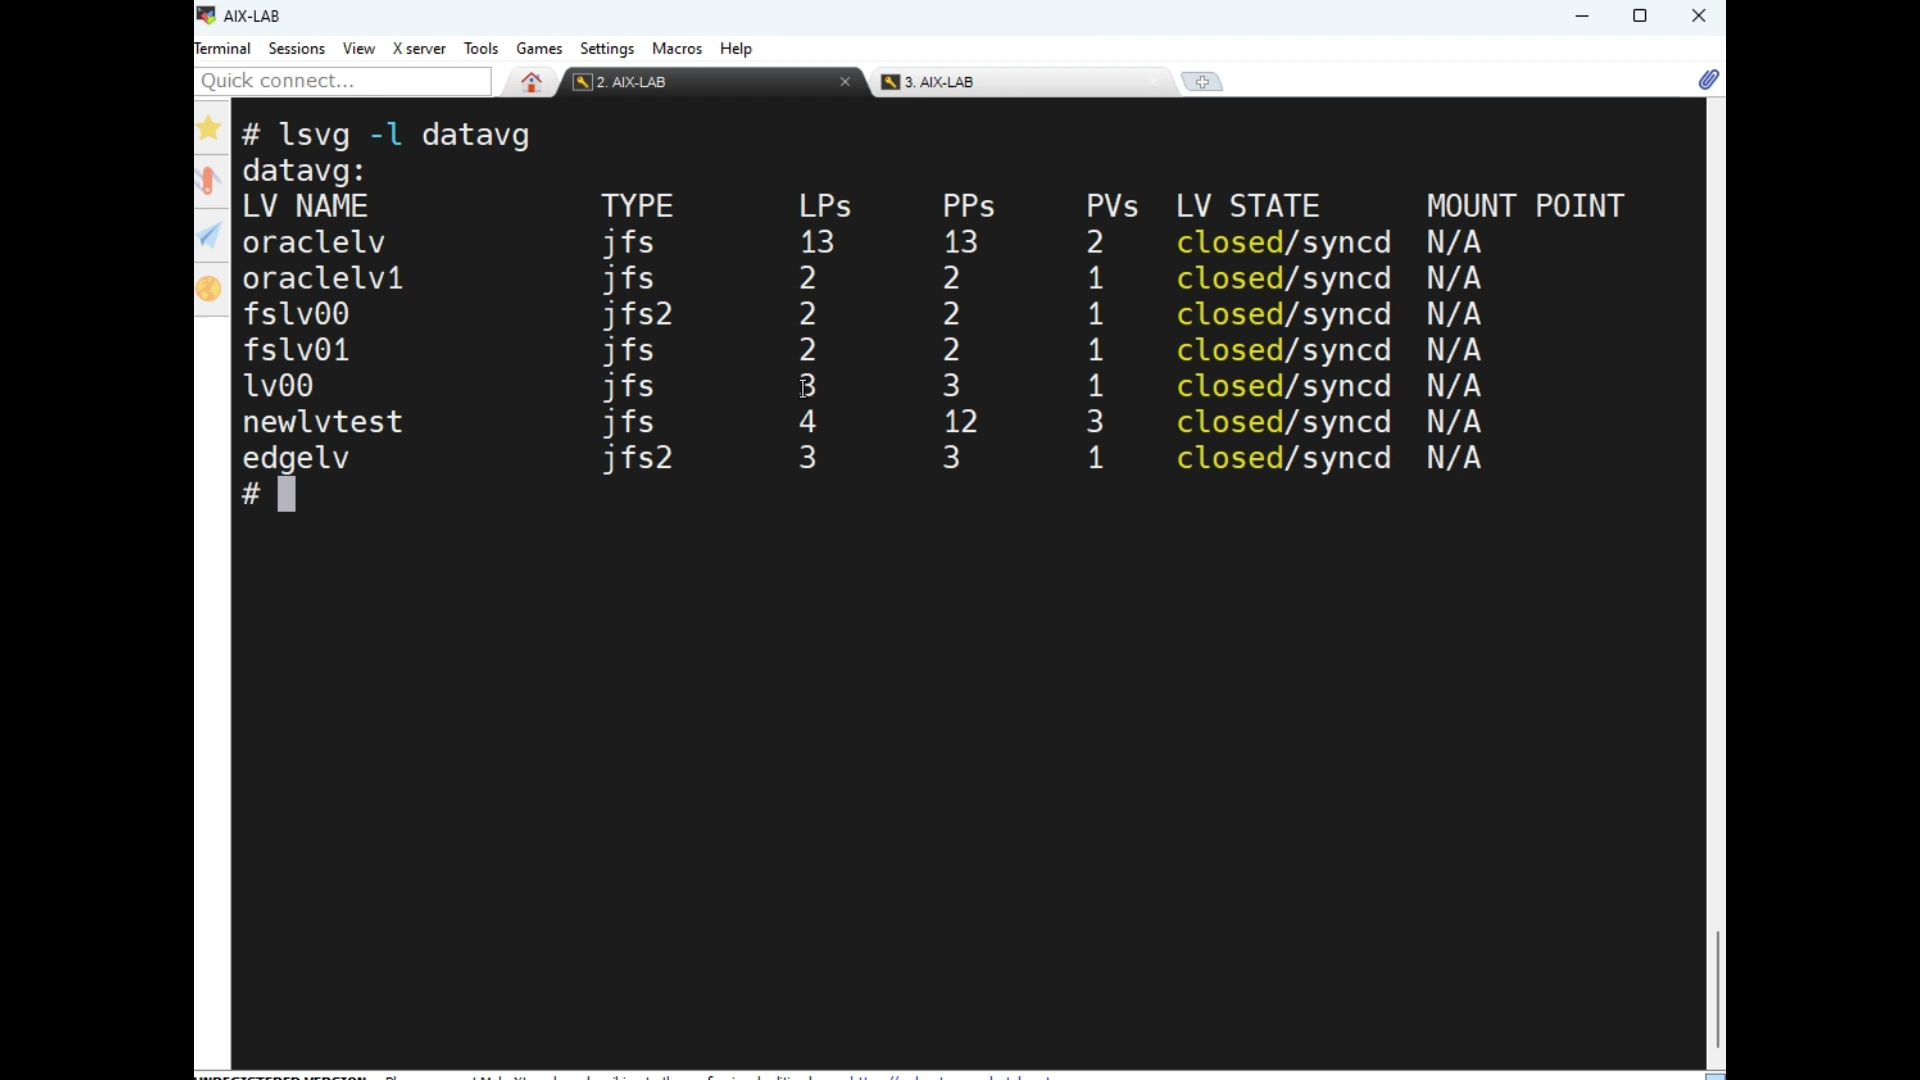 AIX-LAB
Terminal Sessions View X server Tools Games Settings Macros Help
Quick connect... 2. AIX-LAB 3. AIX-LAB
# lsvg -l datavg
datavg:
LV NAME TYPE LPs PPs PVs LV STATE MOUNT POINT
oraclelv jfs 13 13 2 closed/syncd N/A
oraclelv1 jfs 2 2 1 closed/syncd N/A
fslv00 jfs2 2 2 1 closed/syncd N/A
fslv01 jfs 2 2 1 closed/syncd N/A
lv00 jfs 3 3 1 closed/syncd N/A
newlvtest jfs 4 12 3 closed/syncd N/A
edgelv jfs2 3 3 1 closed/syncd N/A
#
UNREGISTERED VERSION